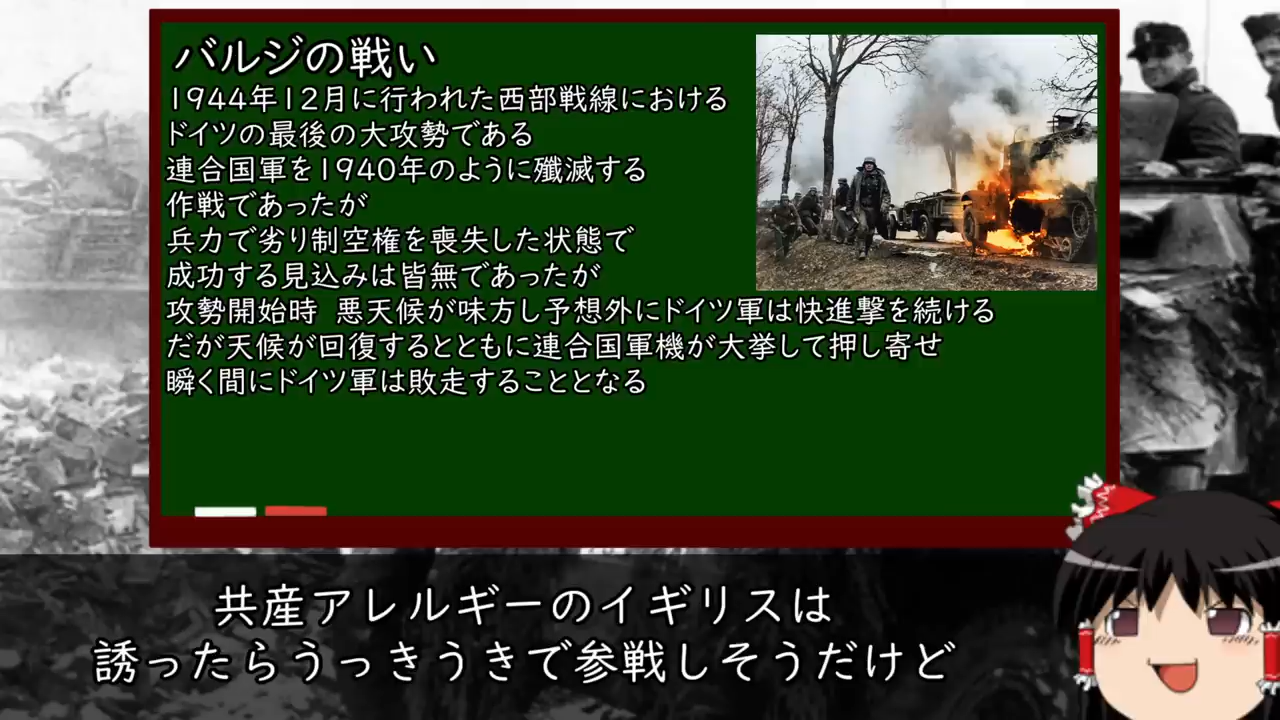 バルジの戦い
1944年12月に行われた西部戦線における
ドイツの最後の大攻勢である
連合国軍を1940年のように殲滅する
作戦であったが
兵力で劣り制空権を喪失した状態で
成功する見込みは皆無であったが
攻勢開始時 悪天候が味方し予想外にドイツ軍は快進撃を続ける
だが天候が回復するとともに連合国軍機が大挙して押し寄せ
瞬く間にドイツ軍は敗走することとなる
共産アレルギーのイギリスは
誘ったらうっきうきで参戦しそうだけど